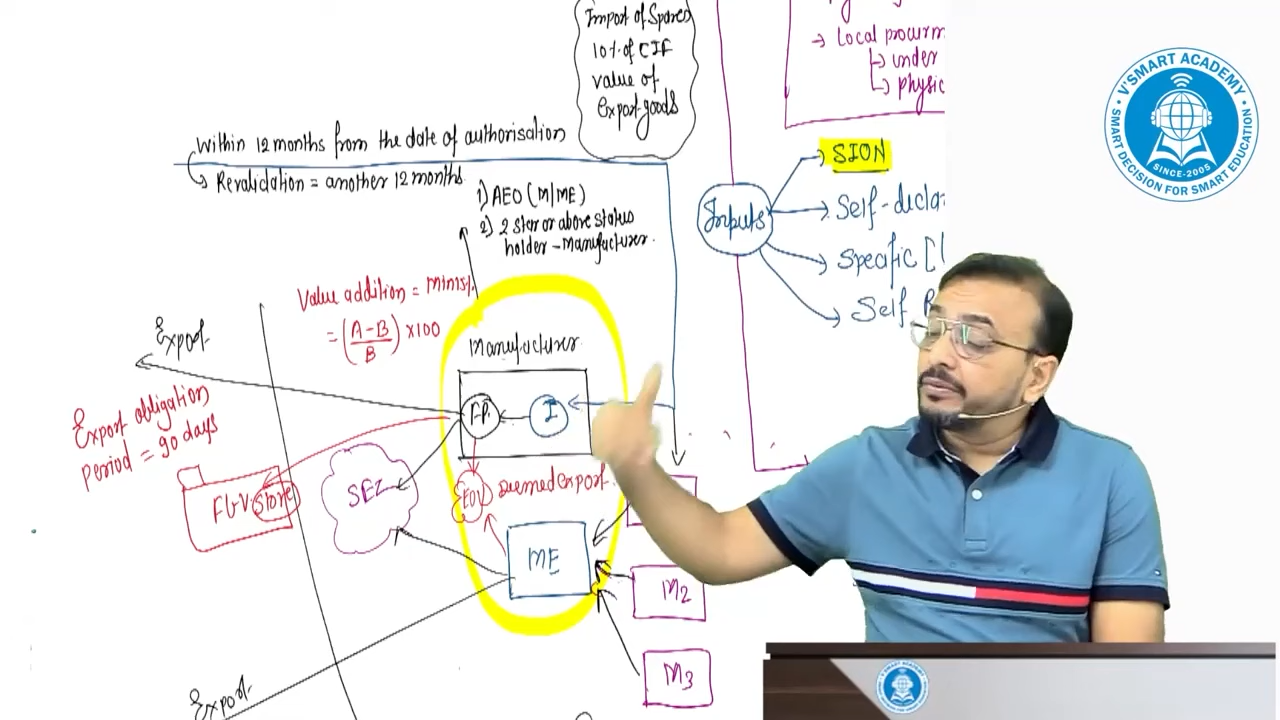 Import of Spares
10% of CIF
value of
Export goods
Within 12 months from the date of authorisation
Revalidation = another 12 months.
1) AEO (M/ME)
2) 2 star or above status
holder - Manufacturer.
Value addition = Min 15%
= (A-B/B) x100
Export
Manufacturer
F.P.
I
Export obligation
period = 90 days
FGV store
SEZ
EOU
Deemed export
ME
M2
M3
Export
→ Local procurm
under
physic
Inputs
SION
Self-declar
Specific [
Self R
V'SMART ACADEMY
SINCE-2005
SMART DECISION FOR SMART EDUCATION